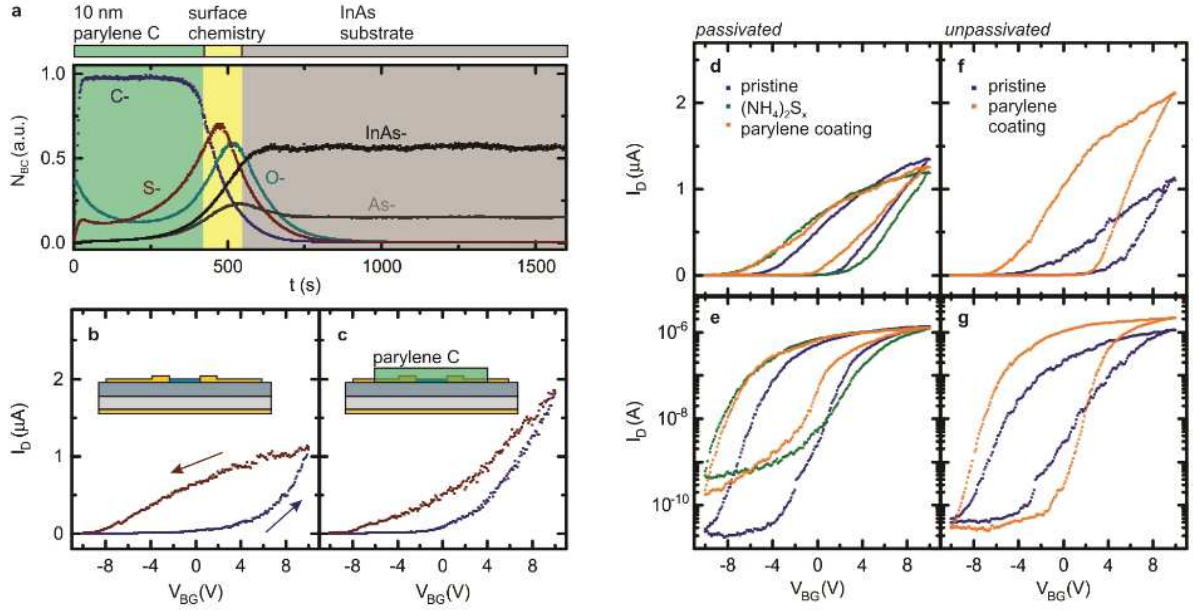 a
10 nm
parylene C
surface
chemistry
InAs
substrate
1.0
0.5
0.0
N_BC (a.u.)
C-
S-
InAs-
O-
As-
0
500
1000
1500
t (s)
b
2
1
0
I_D (μA)
-8
-4
0
4
8
V_BG (V)
c
parylene C
-8
-4
0
4
8
V_BG (V)
passivated
unpassivated
d
pristine
(NH₄)₂Sₓ
parylene coating
2
1
0
I_D (μA)
f
pristine
parylene
coating
e
10⁻⁶
10⁻⁸
10⁻¹⁰
I_D (A)
-8
-4
0
4
8
V_BG (V)
g
-8
-4
0
4
8
V_BG (V)